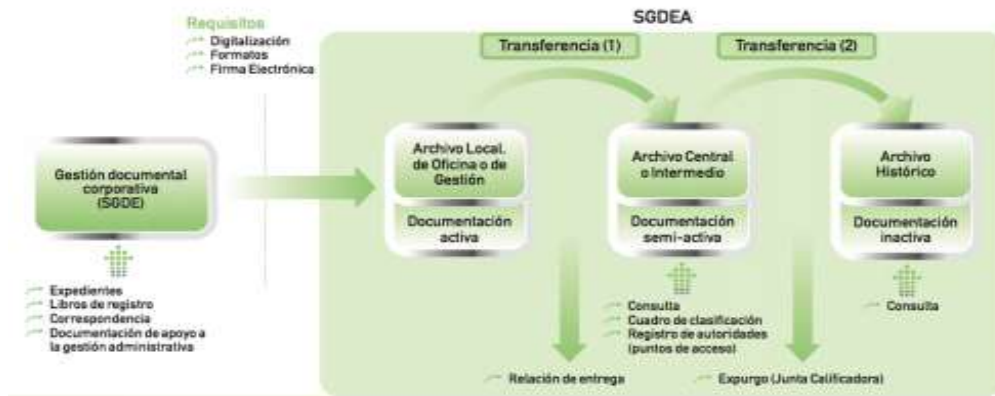 SGDEA
Requisitos
Digitalización
Formatos
Firma Electrónica
Transferencia (1)
Transferencia (2)
Gestión documental
corporativa
(SGDE)
Archivo Local,
de Oficina o de
Gestión
Documentación
activa
Archivo Central
o Intermedio
Documentación
semi-activa
Archivo
Histórico
Documentación
inactiva
Expedientes
Libros de registro
Correspondencia
Documentación de apoyo a
la gestión administrativa
Consulta
Cuadro de clasificación
Registro de autoridades
(puntos de acceso)
Consulta
Relación de entrega
Expurgo (Junta Calificadora)